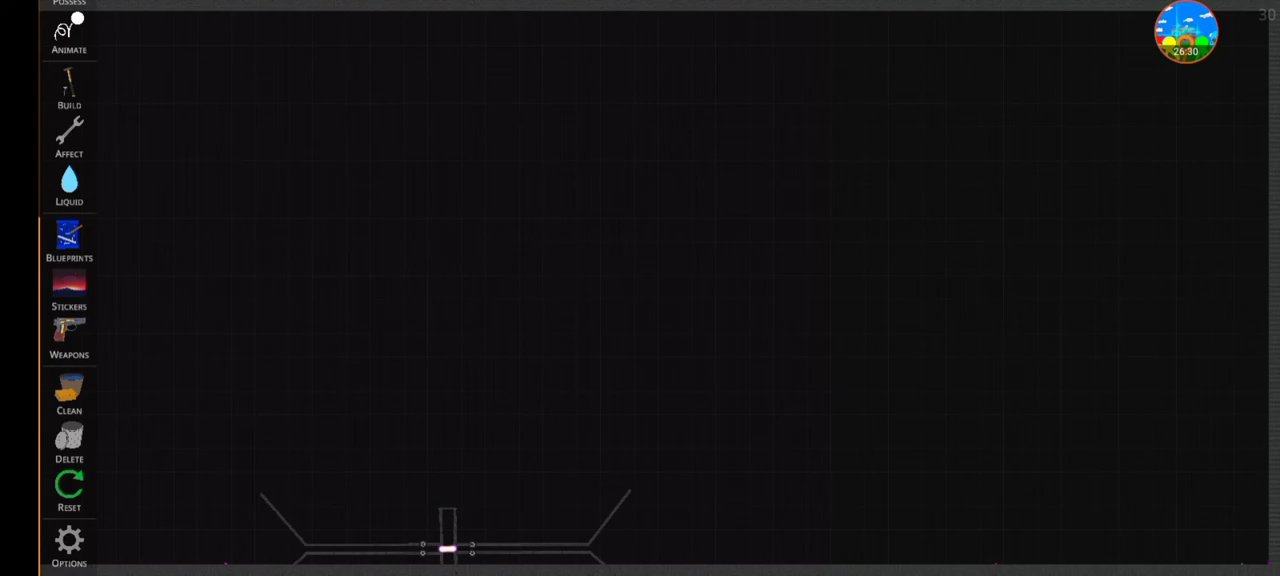 POSSESS
30
ANIMATE
26:30
BUILD
AFFECT
LIQUID
BLUEPRINTS
STICKERS
WEAPONS
CLEAN
DELETE
RESET
OPTIONS